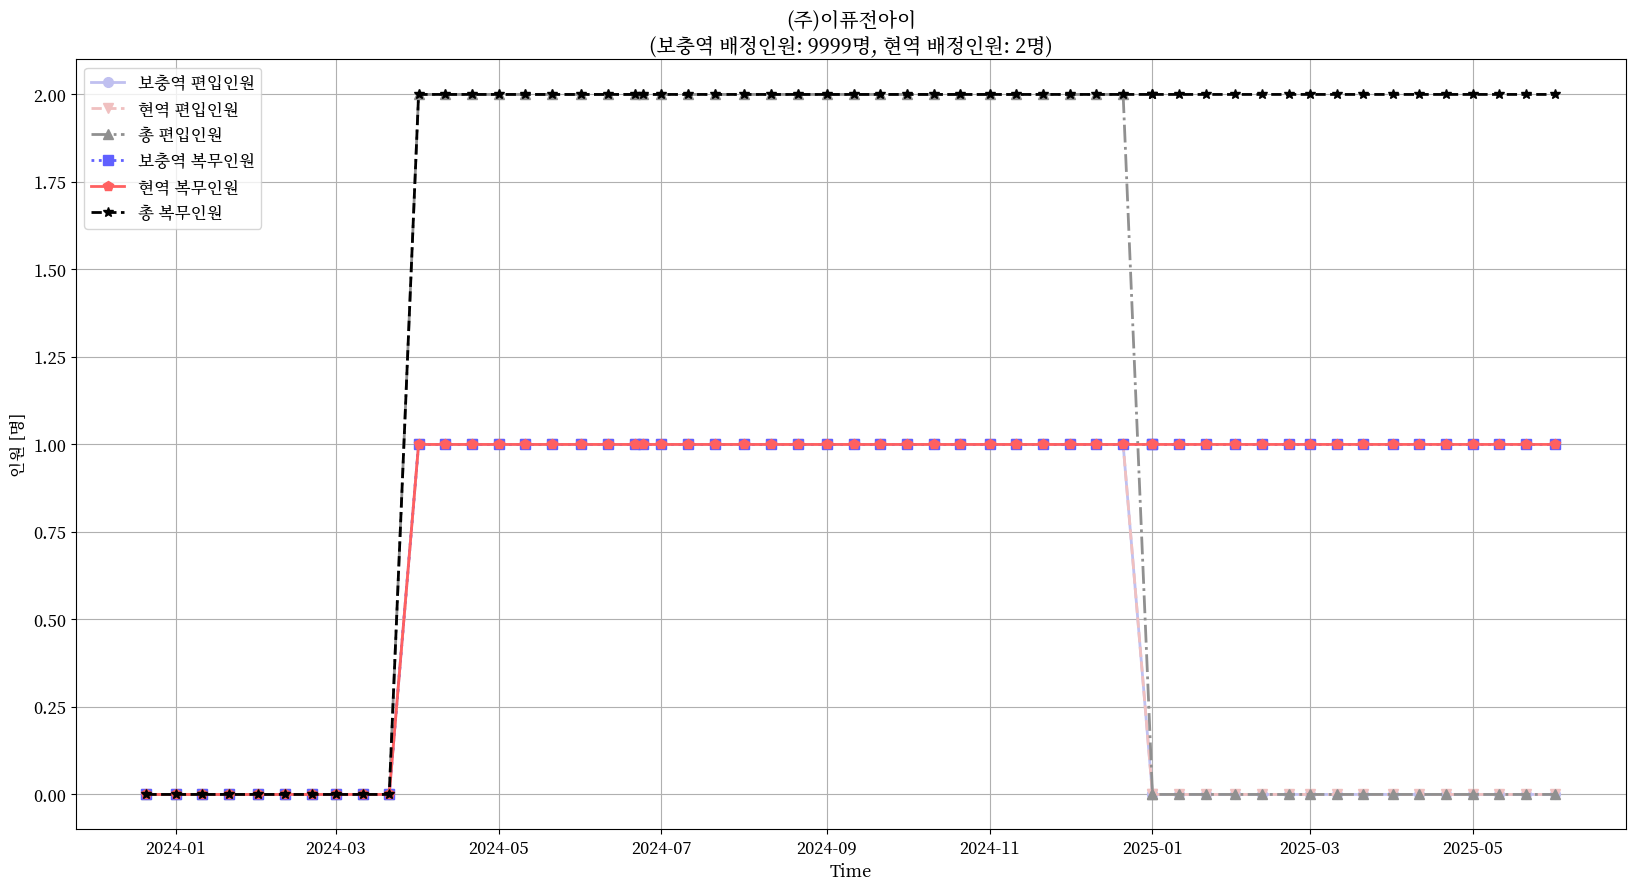 (주)이퓨전아이
(보충역 배정인원: 9999명, 현역 배정인원: 2명)
보충역 편입인원
현역 편입인원
총 편입인원
보충역 복무인원
현역 복무인원
총 복무인원
2.00
1.75
1.50
1.25
1.00
0.75
0.50
0.25
0.00
인원 [명]
2024-01
2024-03
2024-05
2024-07
2024-09
2024-11
2025-01
2025-03
2025-05
Time